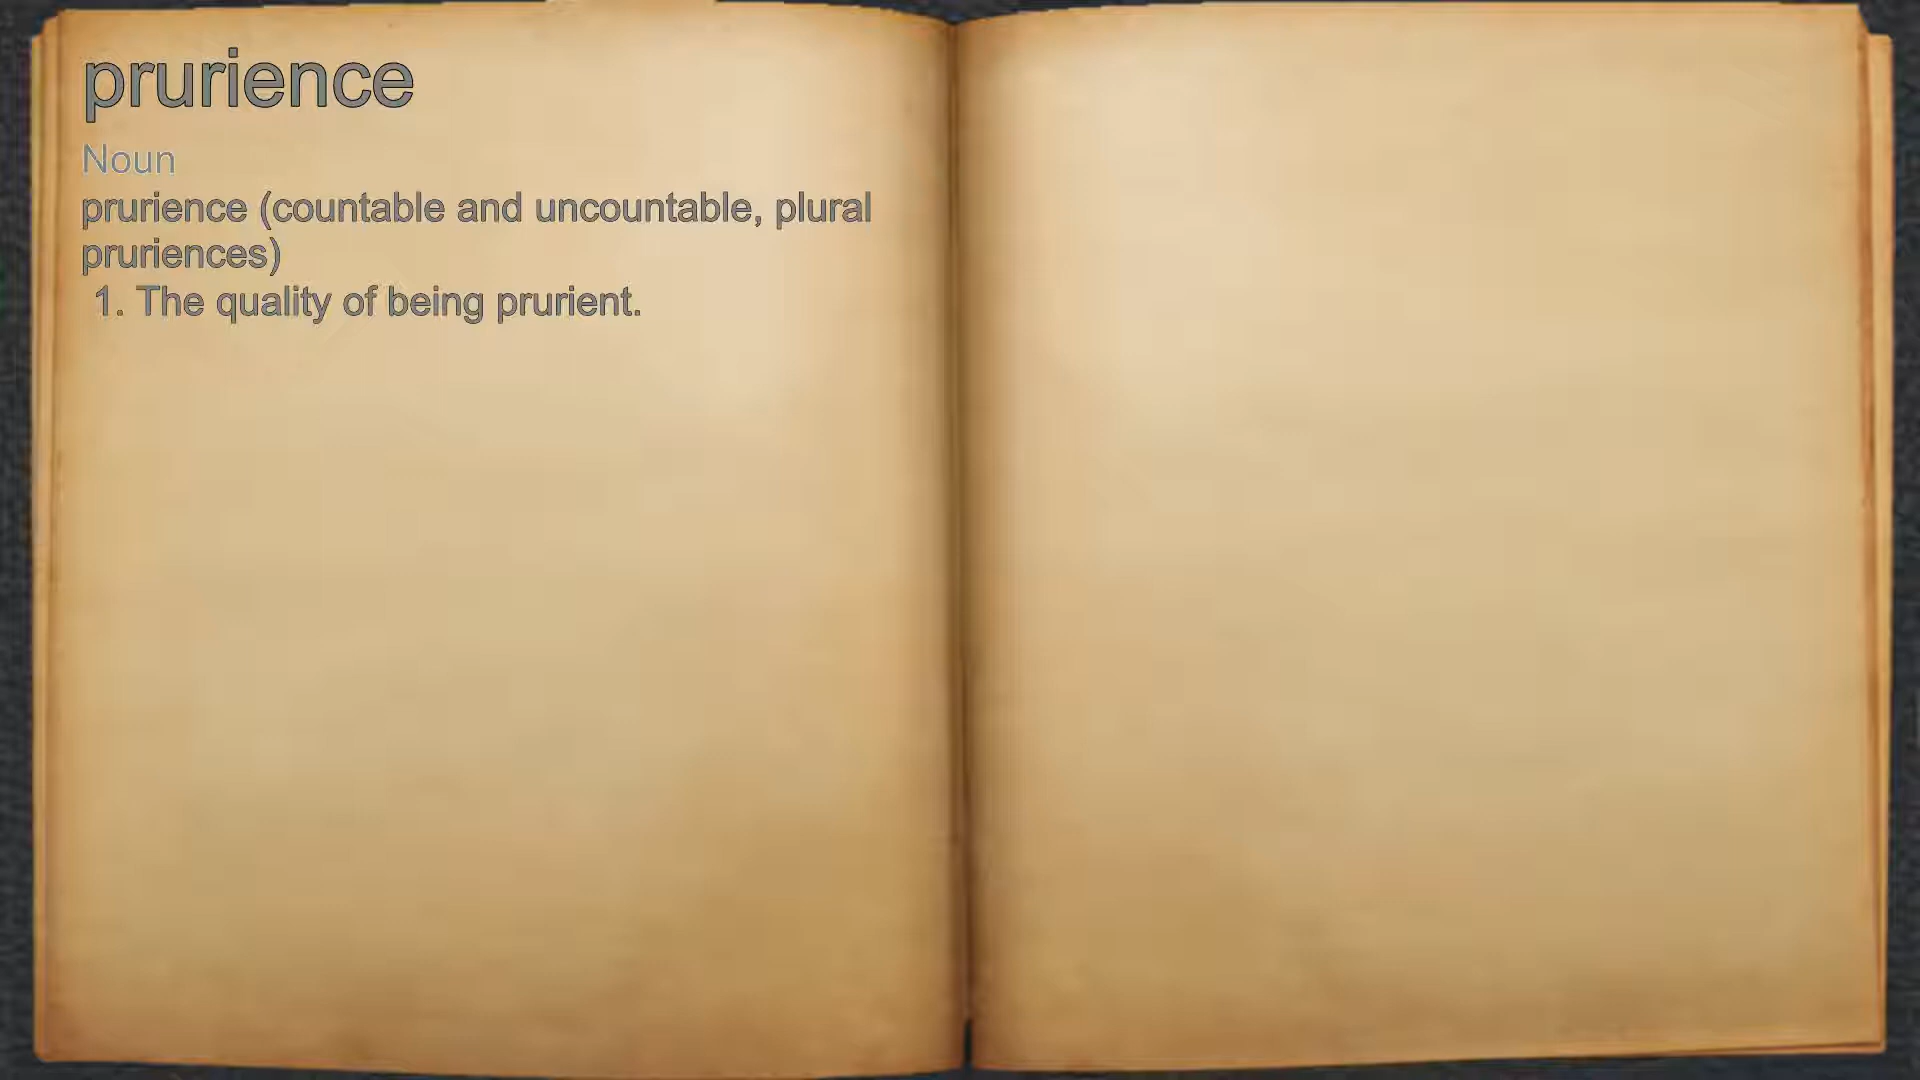 prurience
Noun
prurience (countable and uncountable, plural
pruriences)
1. The quality of being prurient.